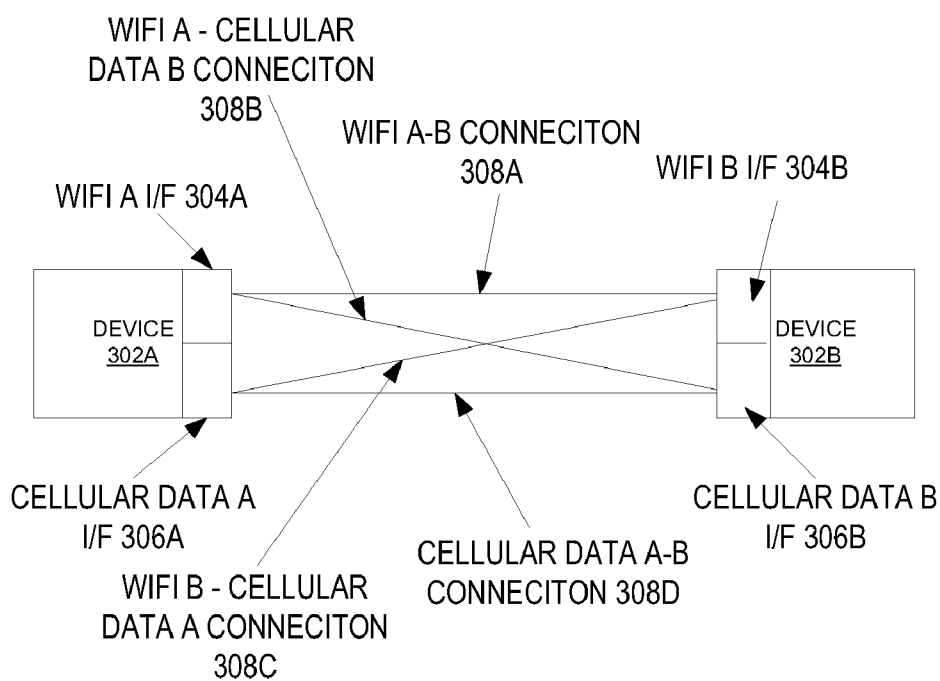 WIFI A - CELLULAR
DATA B CONNECITON
308B
WIFI A-B CONNECITON
308A
WIFI B I/F 304B
WIFI A I/F 304A
DEVICE
302A
DEVICE
302B
CELLULAR DATA A
I/F 306A
CELLULAR DATA B
I/F 306B
CELLULAR DATA A-B
CONNECITON 308D
WIFI B - CELLULAR
DATA A CONNECITON
308C